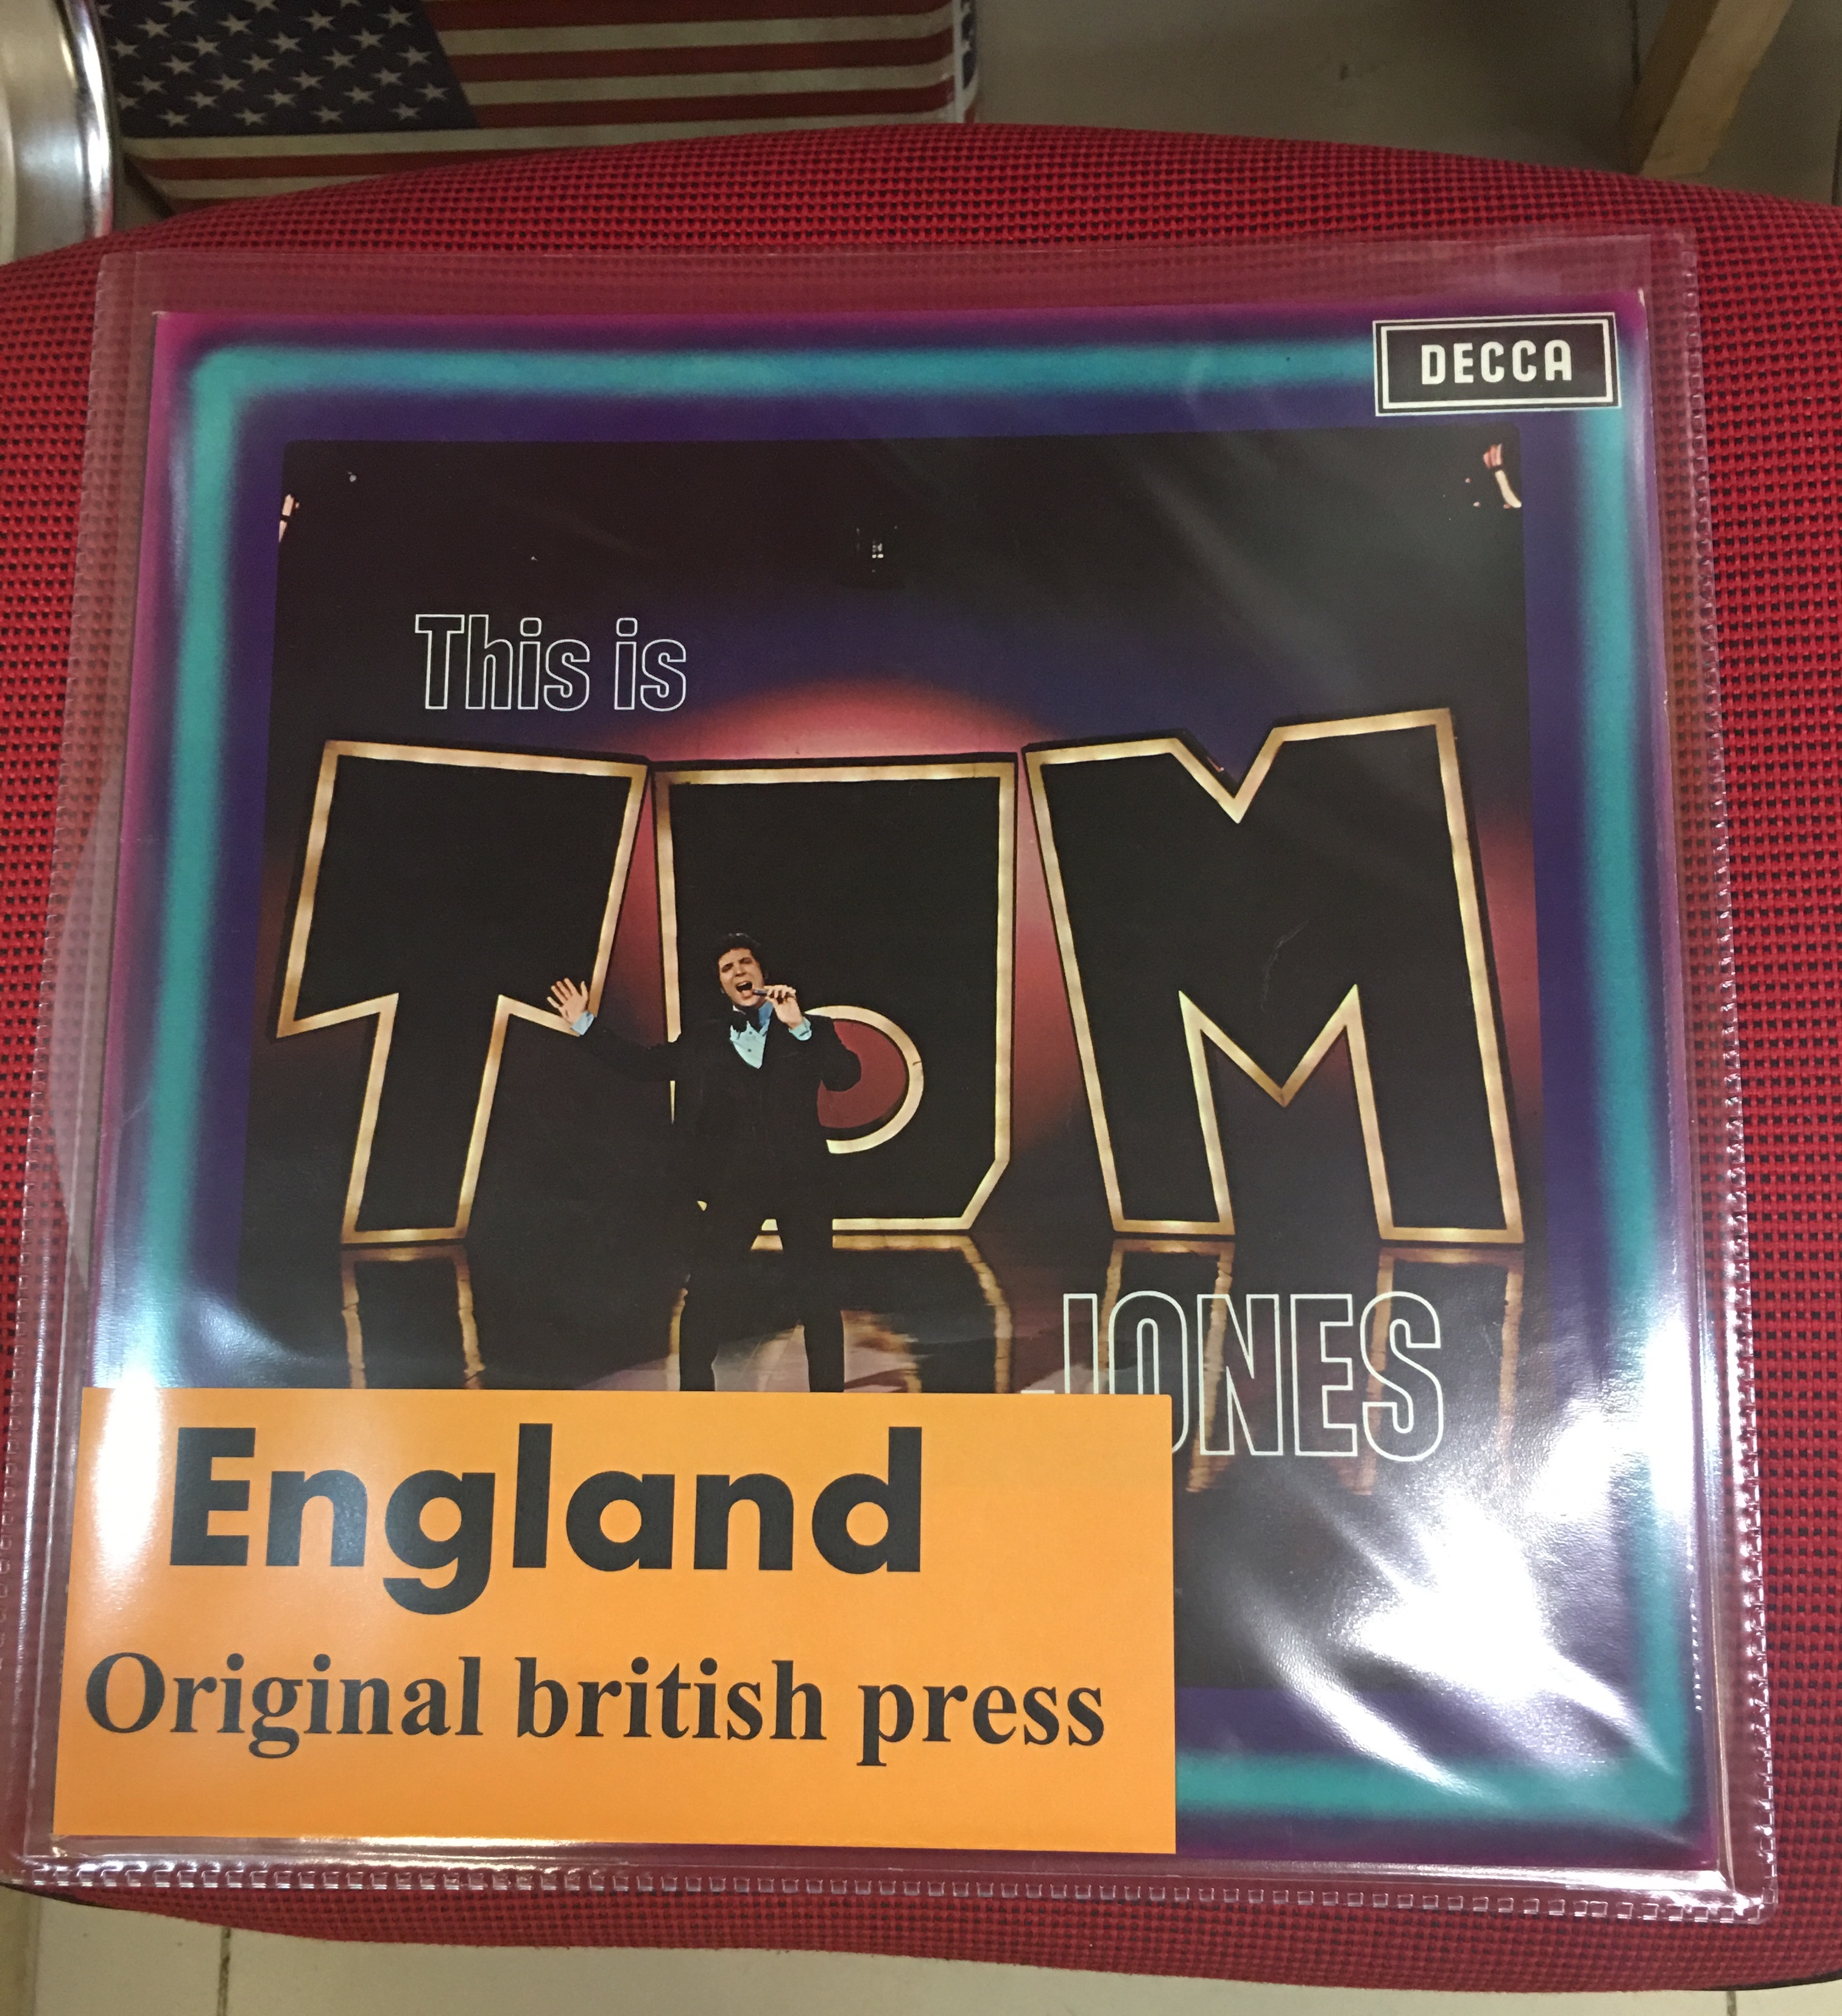 DECCA
This is
TOM
JONES
England
Original british press